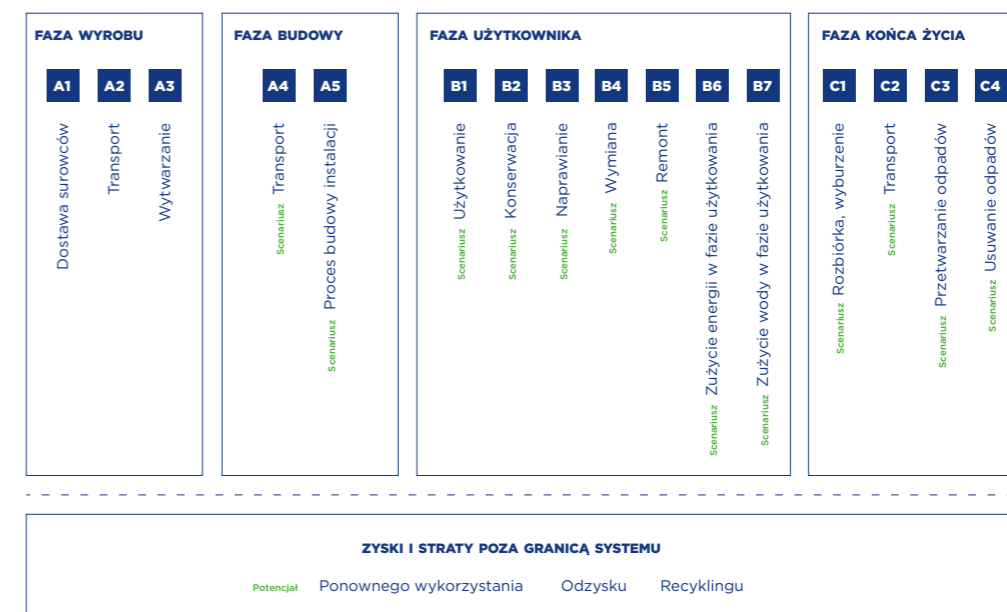 FAZA WYROBU
A1 A2 A3
Dostawa surowców
Transport
Wytwarzanie
FAZA BUDOWY
A4 A5
Scenariusz Transport
Scenariusz Proces budowy instalacji
FAZA UŻYTKOWNIKA
B1 B2 B3 B4 B5 B6 B7
Scenariusz Użytkowanie
Scenariusz Konserwacja
Scenariusz Naprawianie
Scenariusz Wymiana
Scenariusz Remont
Scenariusz Zużycie energii w fazie użytkowania
Scenariusz Zużycie wody w fazie użytkowania
FAZA KOŃCA ŻYCIA
C1 C2 C3 C4
Scenariusz Rozbiórka, wyburzenie
Scenariusz Transport
Scenariusz Przetwarzanie odpadów
Scenariusz Usuwanie odpadów
ZYSKI I STRATY POZA GRANICĄ SYSTEMU
Potencjał Ponownego wykorzystania Odzysku Recyklingu